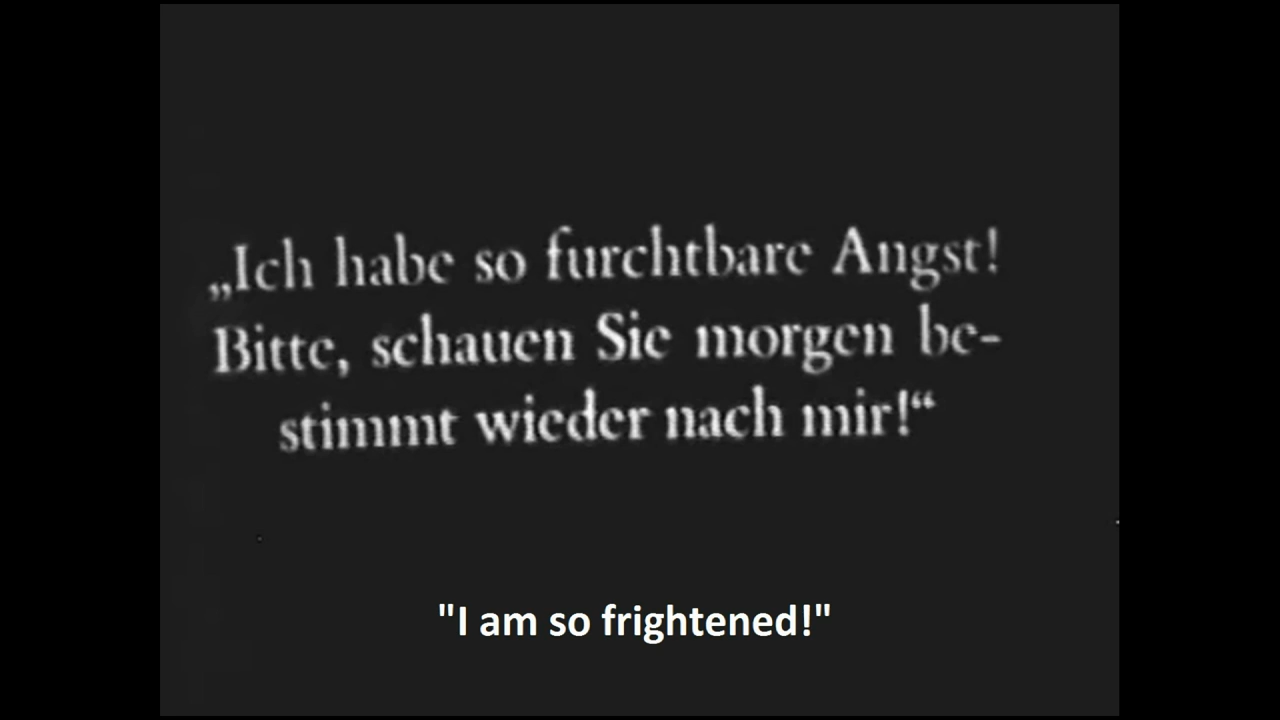 „Ich habe so furchtbare Angst!
Bitte, schauen Sie morgen be-
stimmt wieder nach mir!“
"I am so frightened!"